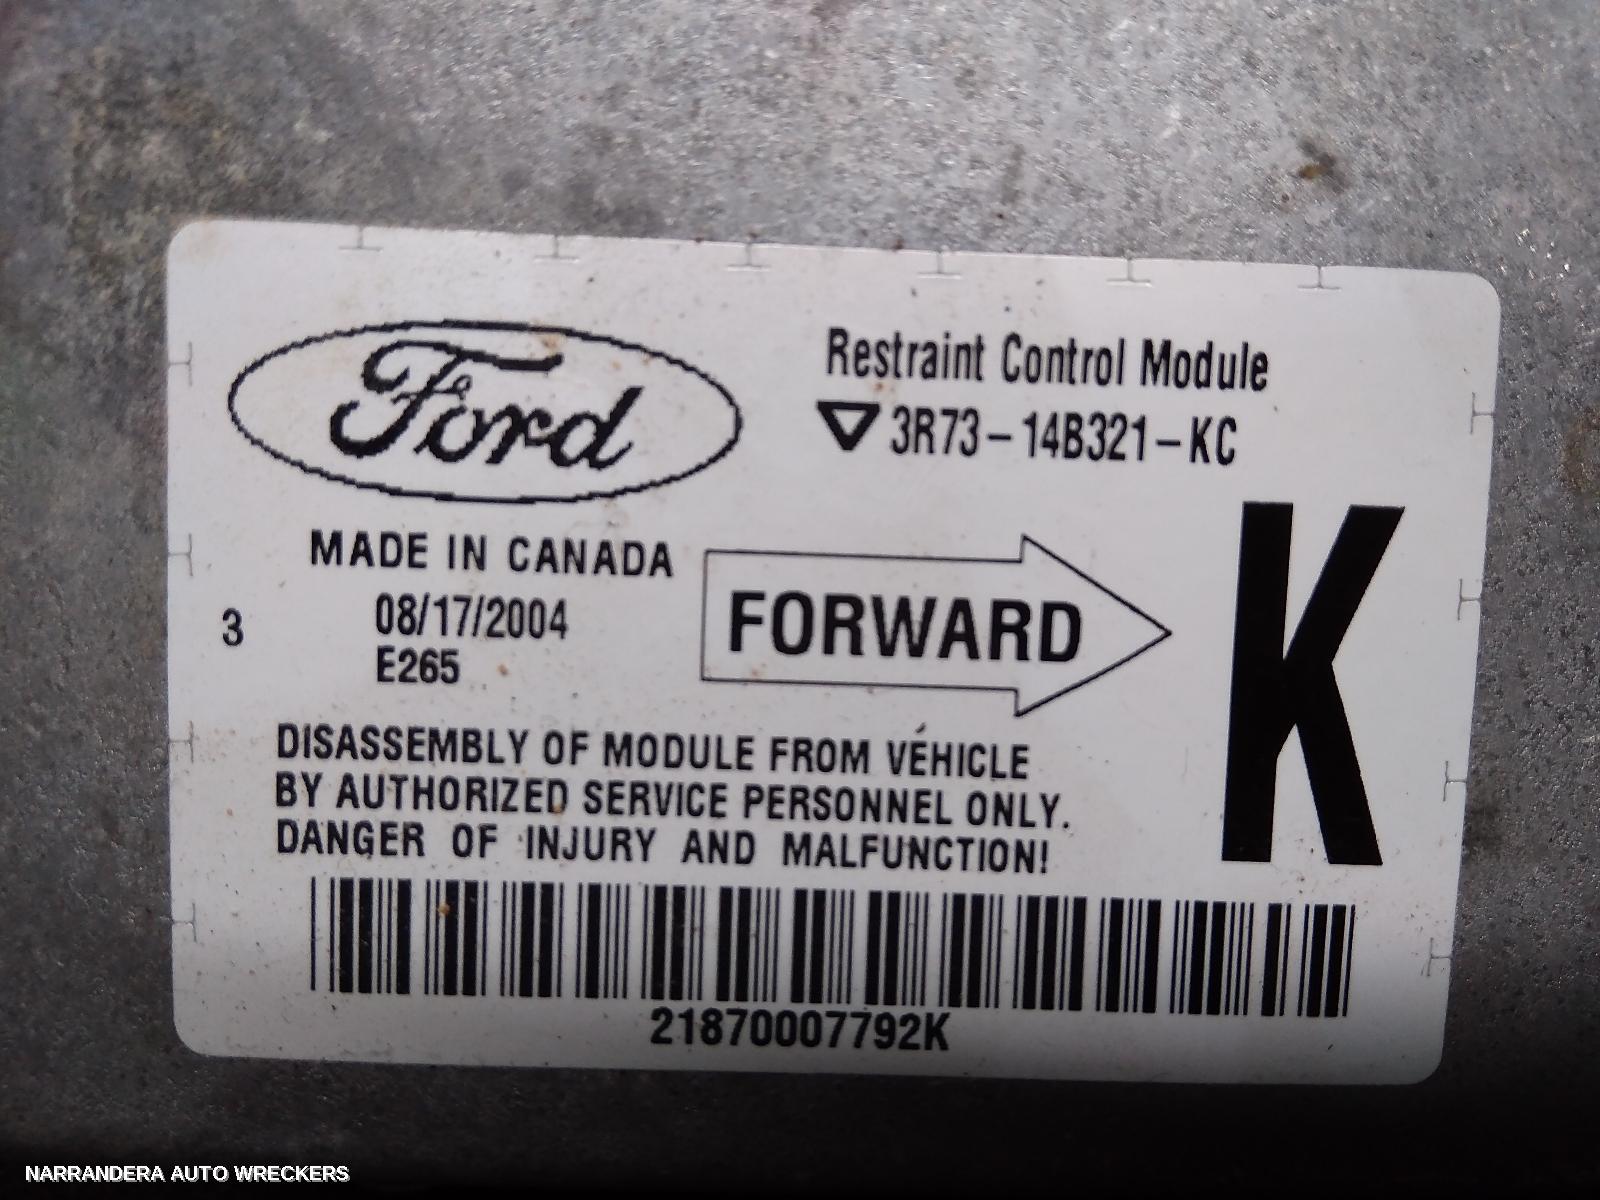 Ford
Restraint Control Module
3R73-14B321-KC
MADE IN CANADA
08/17/2004
3
E265
FORWARD
K
DISASSEMBLY OF MODULE FROM VEHICLE
BY AUTHORIZED SERVICE PERSONNEL ONLY.
DANGER OF INJURY AND MALFUNCTION!
21870007792K
NARRANDERA AUTO WRECKERS